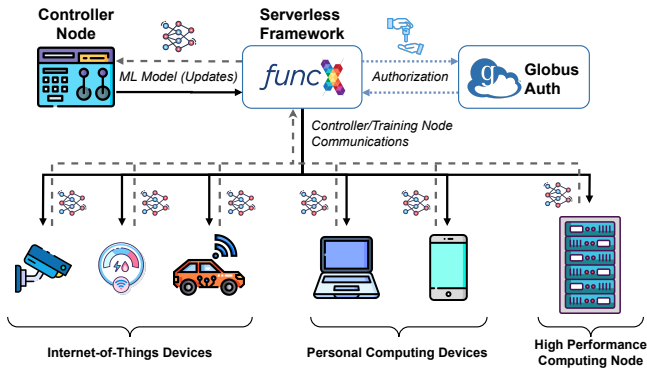 Controller
Node
Serverless
Framework
ML Model (Updates)
funcX
Authorization
g
Globus
Auth
Controller/Training Node
Communications
Internet-of-Things Devices
Personal Computing Devices
High Performance
Computing Node